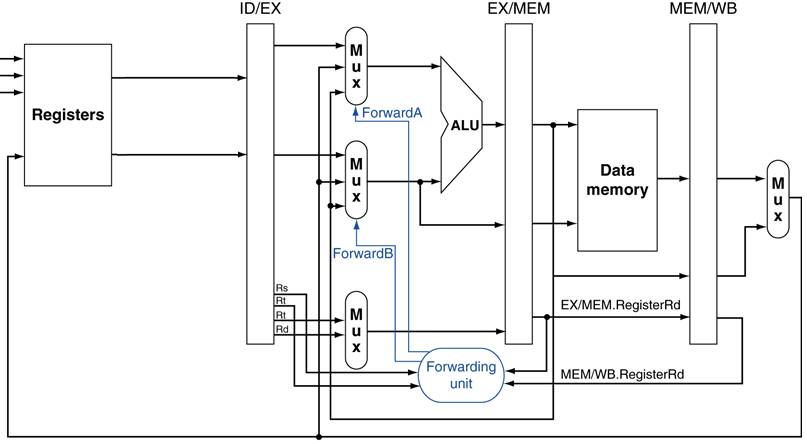 ID/EX
EX/MEM
MEM/WB
Registers
M
u
x
ForwardA
ALU
M
u
x
ForwardB
Data
memory
M
u
x
Rs
Rt
Rt
Rd
M
u
x
EX/MEM.RegisterRd
Forwarding
unit
MEM/WB.RegisterRd